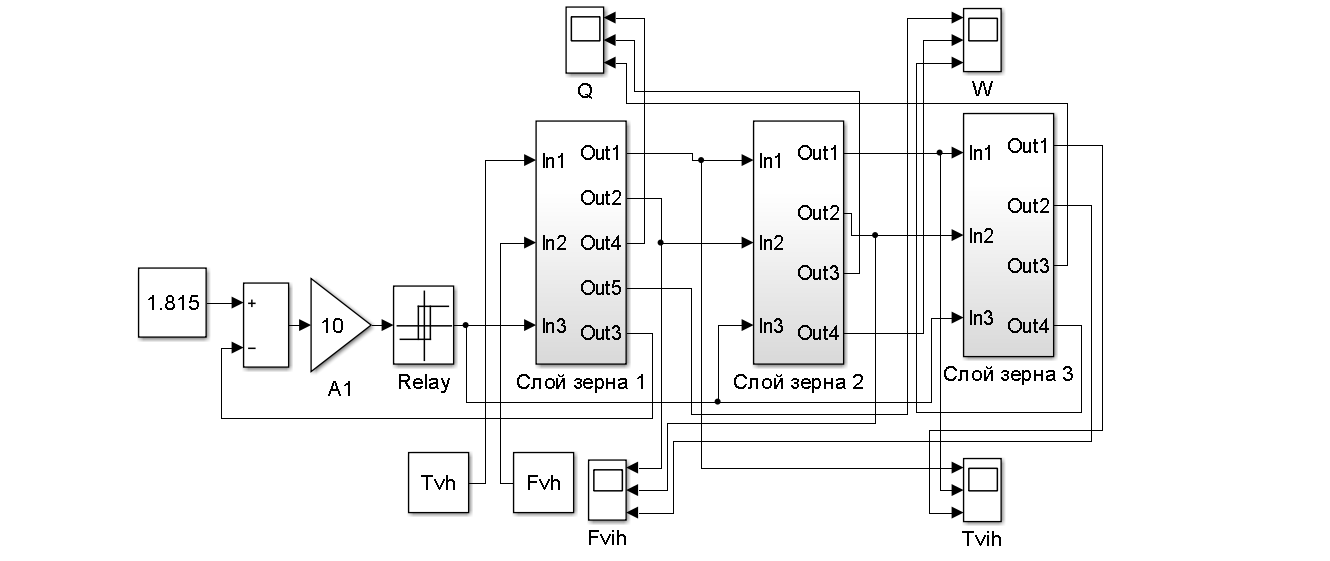 Q
W
In1
Out1
Out2
In2
Out4
Out5
In3
Out3
Слой зерна 1
In1
Out1
Out2
In2
Out3
In3
Out4
Слой зерна 2
In1
Out1
Out2
In2
Out3
In3
Out4
Слой зерна 3
1.815
+
−
10
A1
Relay
Tvh
Fvh
Fvih
Tvih